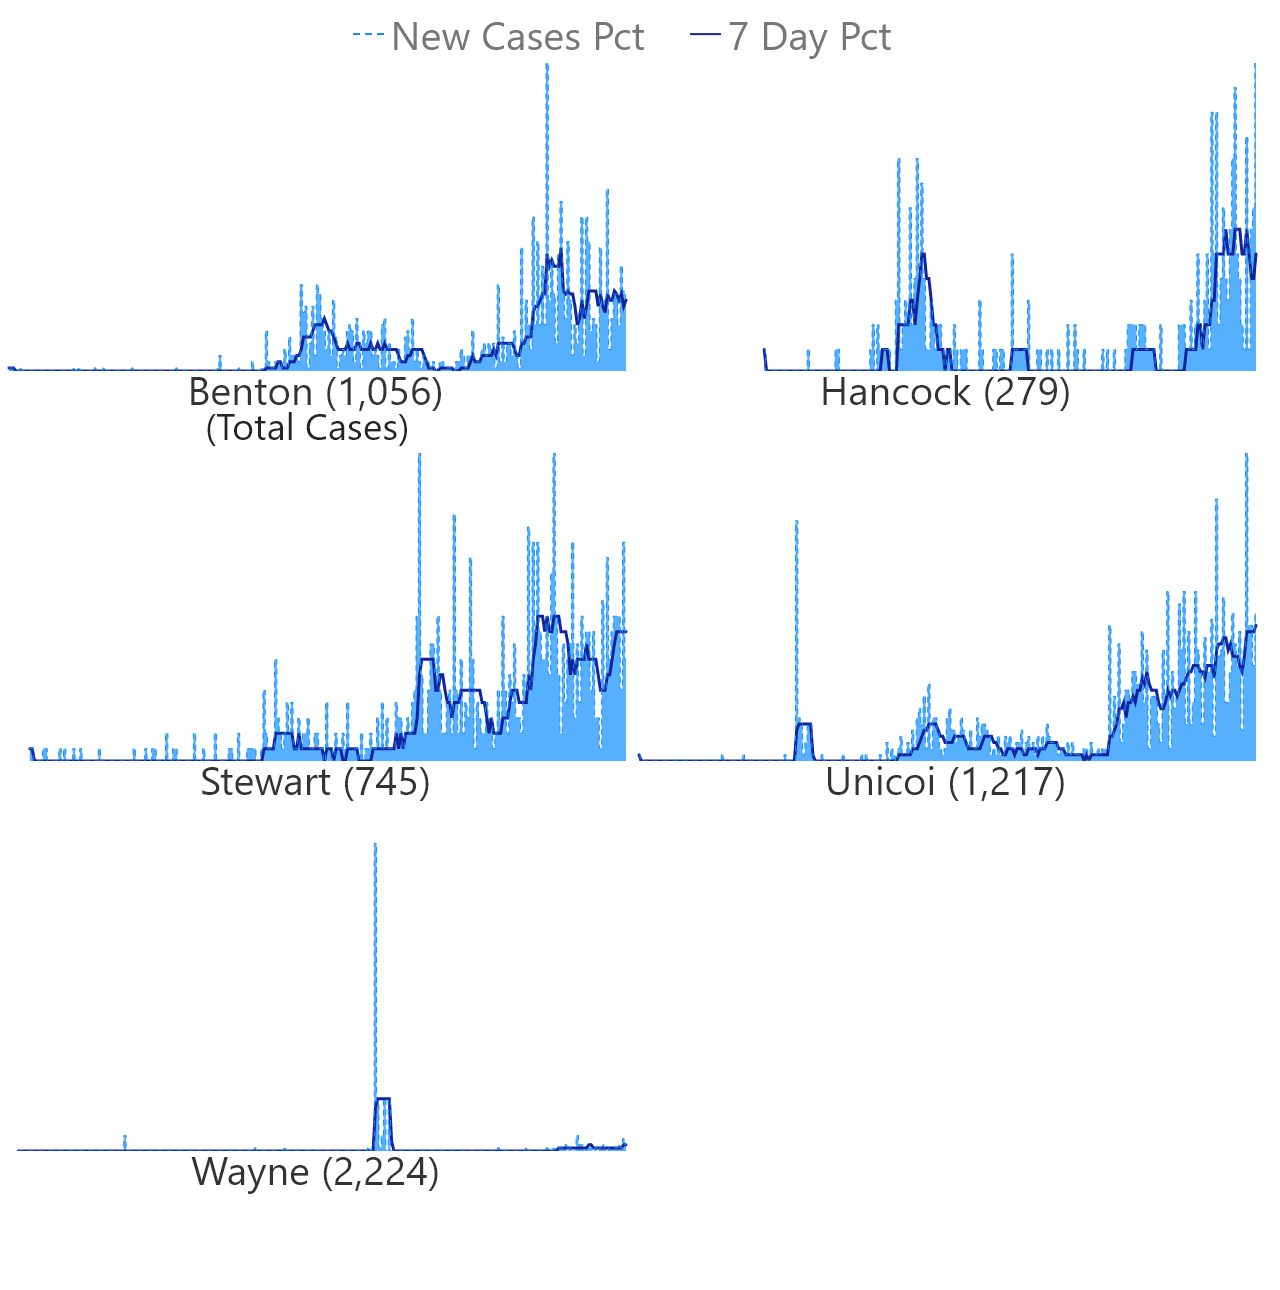 New Cases Pct 7 Day Pct
Benton (1,056)
(Total Cases)
Hancock (279)
Stewart (745)
Unicoi (1,217)
Wayne (2,224)